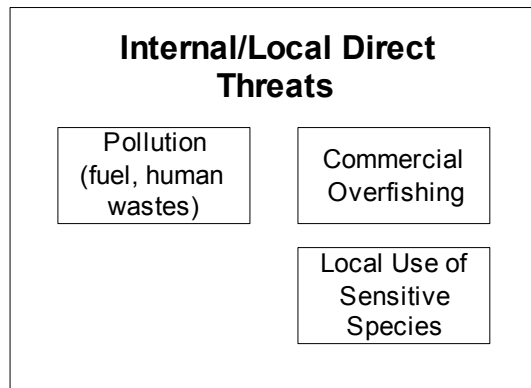 Internal/Local Direct
Threats
Pollution
(fuel, human
wastes)
Commercial
Overfishing
Local Use of
Sensitive
Species